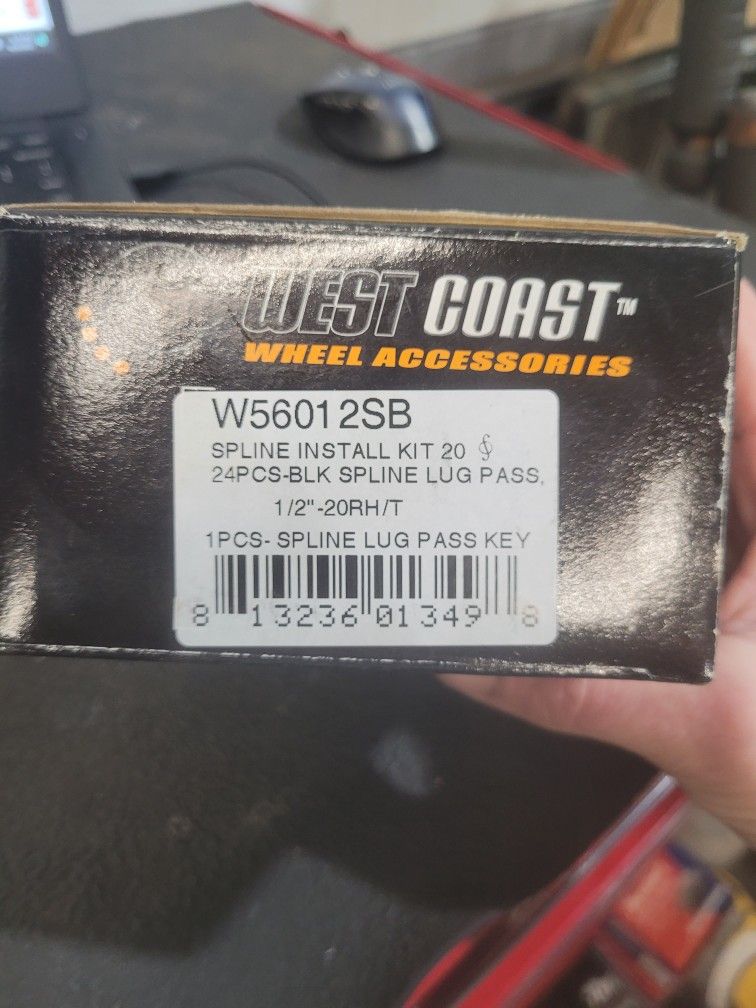 WEST COAST™
WHEEL ACCESSORIES
W56012SB
SPLINE INSTALL KIT 20
24PCS-BLK SPLINE LUG PASS,
1/2"-20RH/T
1PCS- SPLINE LUG PASS KEY
8 13236 01349 8